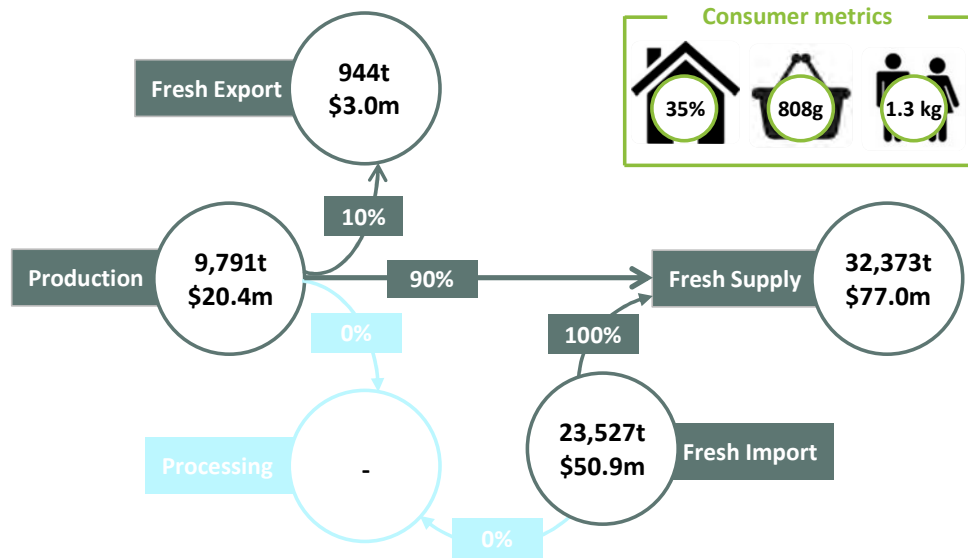 Consumer metrics
35%
808g
1.3 kg
Fresh Export
944t
$3.0m
10%
Production
9,791t
$20.4m
90%
Fresh Supply
32,373t
$77.0m
0%
100%
Processing
-
23,527t
$50.9m
Fresh Import
0%